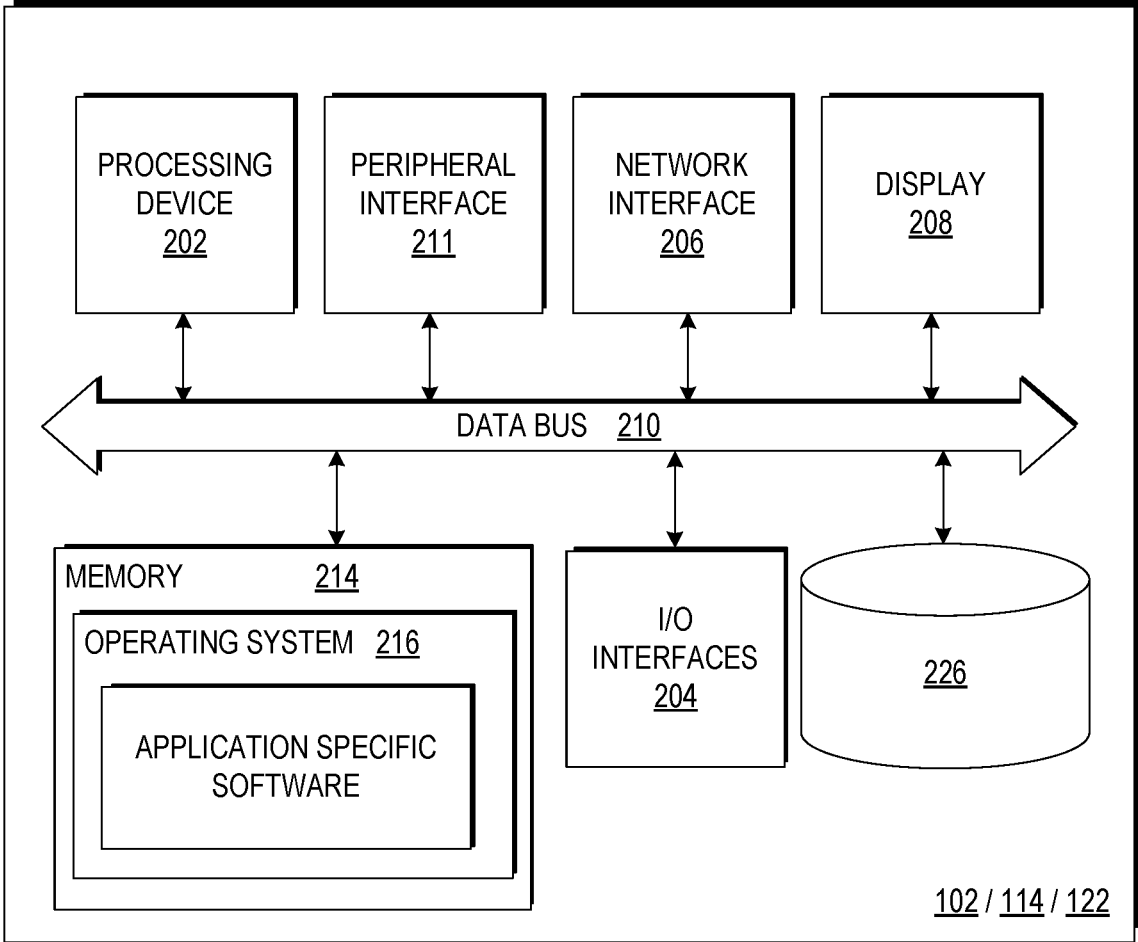 PROCESSING
DEVICE
202
PERIPHERAL
INTERFACE
211
NETWORK
INTERFACE
206
DISPLAY
208
DATA BUS 210
MEMORY 214
OPERATING SYSTEM 216
APPLICATION SPECIFIC
SOFTWARE
I/O
INTERFACES
204
226
102 / 114 / 122